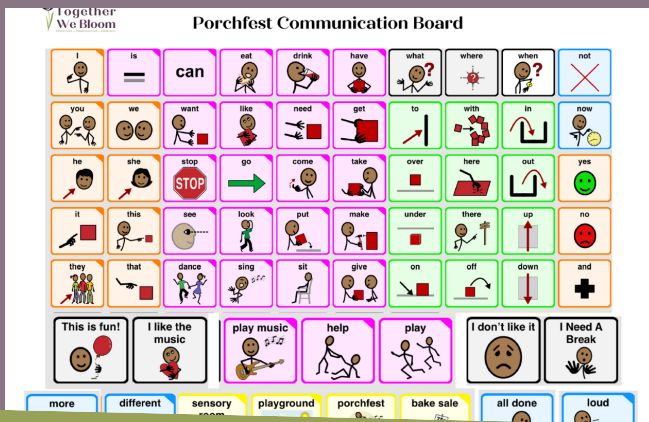 Together
We Bloom
Porchfest Communication Board
I is can eat drink have what where when not
you we want like need get to with in now
he she stop go come take over here out yes
STOP
it this see look put make under there up no
they that dance sing sit give on off down and
This is fun! I like the music play music help play I don't like it I Need A Break
more different sensory room playground porchfest bake sale all done loud